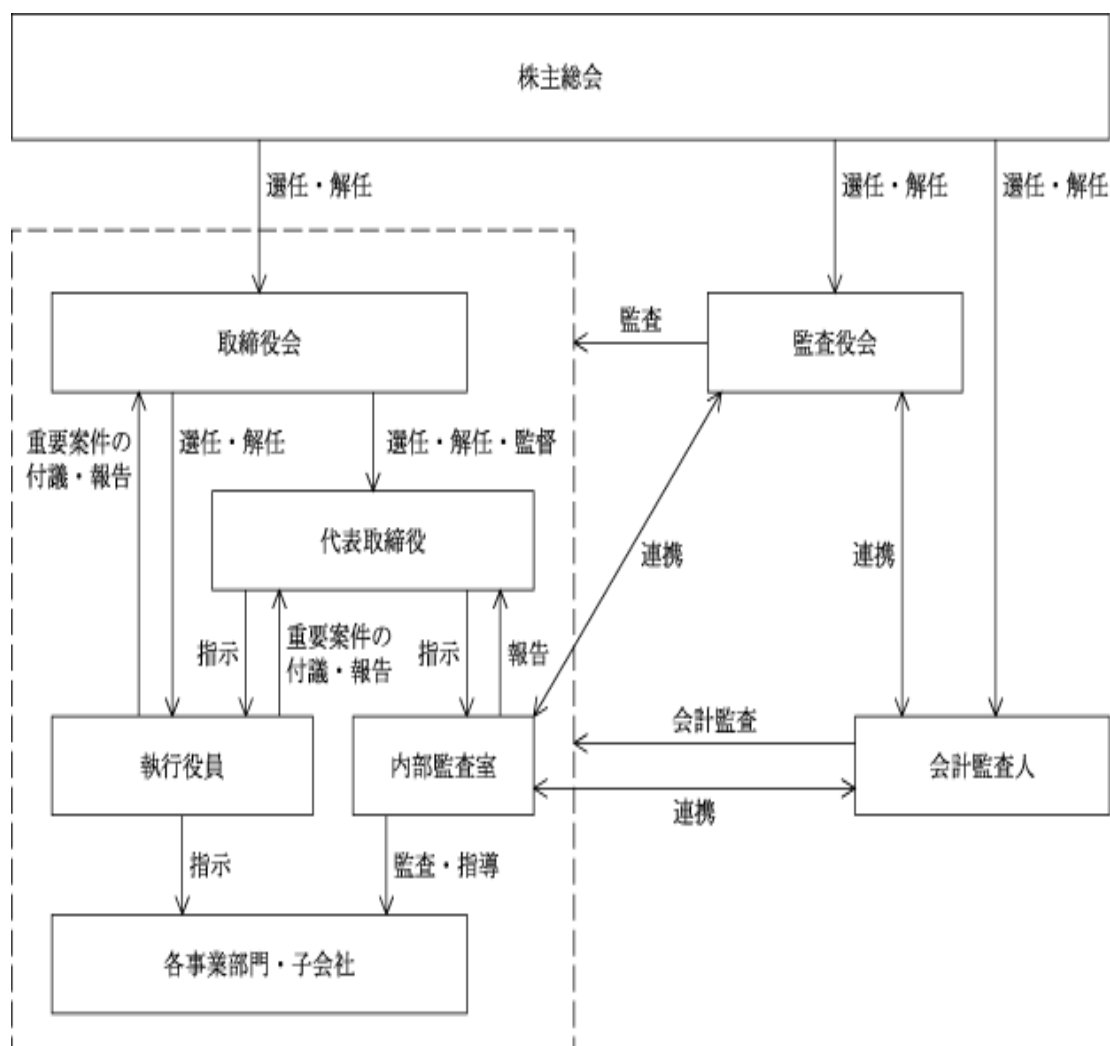 株主総会
選任・解任
選任・解任
選任・解任
取締役会
監査
監査役会
重要案件の
付議・報告
選任・解任
選任・解任・監督
代表取締役
連携
連携
指示
重要案件の
付議・報告
指示
報告
執行役員
内部監査室
会計監査
会計監査人
連携
指示
監査・指導
各事業部門・子会社